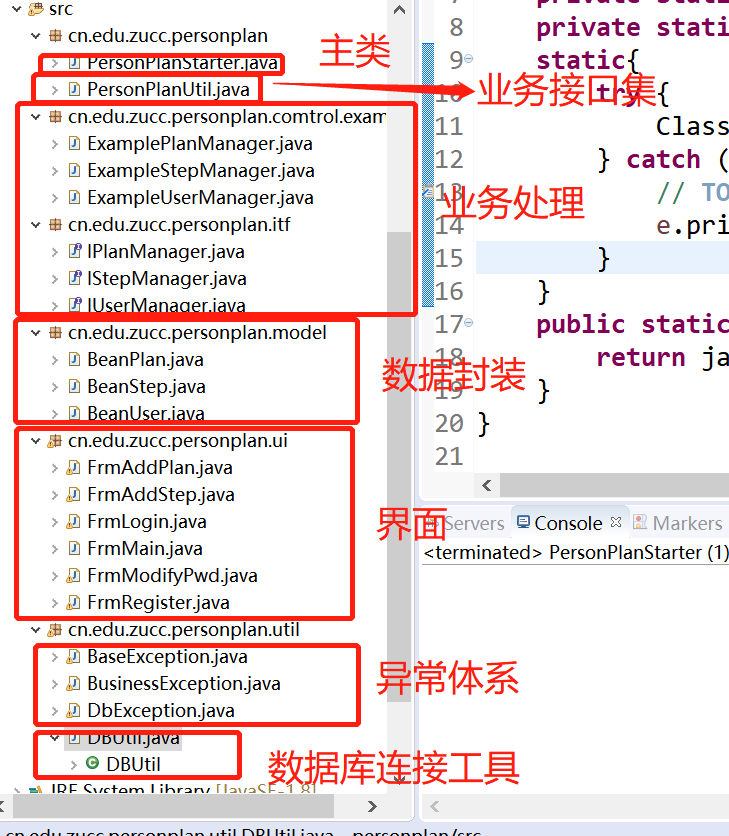 src
cn.edu.zucc.personplan
PersonPlanStarter.java
PersonPlanUtil.java
cn.edu.zucc.personplan.comtrol.exam
ExamplePlanManager.java
ExampleStepManager.java
ExampleUserManager.java
cn.edu.zucc.personplan.itf
IPlanManager.java
IStepManager.java
IUserManager.java
cn.edu.zucc.personplan.model
BeanPlan.java
BeanStep.java
BeanUser.java
cn.edu.zucc.personplan.ui
FrmAddPlan.java
FrmAddStep.java
FrmLogin.java
FrmMain.java
FrmModifyPwd.java
FrmRegister.java
cn.edu.zucc.personplan.util
BaseException.java
BusinessException.java
DbException.java
DBUtil.java
DBUtil
JRE System Library [JavaSE-1.8]
主类
业务接口集
业务处理
数据封装
界面
异常体系
数据库连接工具
8 private stati
9 static{
10 try {
11 Class
12 } catch (
13 // TO
14 e.pri
15 }
16 }
17 public static
18 return ja
19 }
20 }
21
Servers
Console
Markers
<terminated> PersonPlanStarter (1)
cn.edu.zucc.personplan.util.DBUtil.java - personplan/src